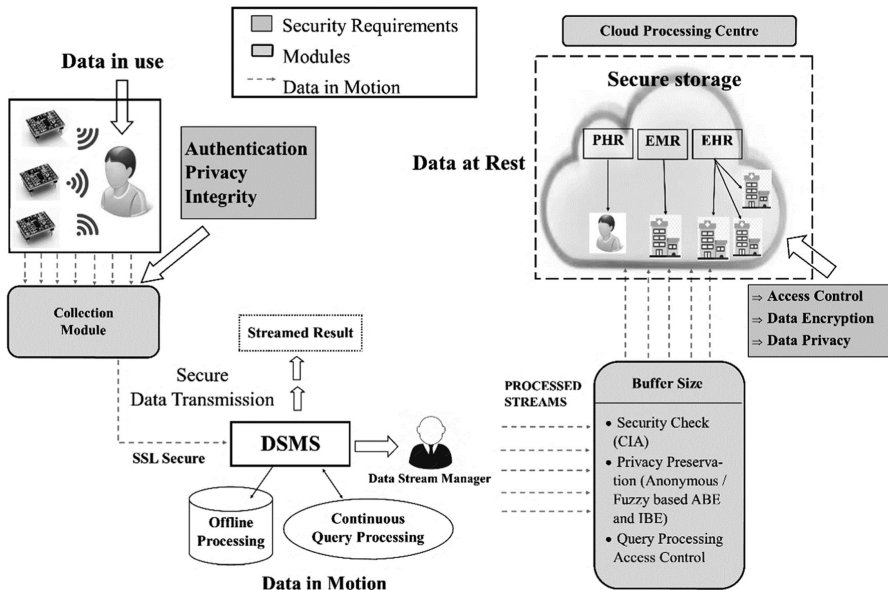 Security Requirements
Modules
Data in Motion
Cloud Processing Centre
Data in use
Secure storage
PHR
EMR
EHR
Authentication
Privacy
Integrity
Data at Rest
Collection
Module
⇒ Access Control
⇒ Data Encryption
⇒ Data Privacy
Streamed Result
Secure
Data Transmission
SSL Secure
DSMS
Data Stream Manager
Offline
Processing
Continuous
Query Processing
Data in Motion
PROCESSED
STREAMS
Buffer Size
• Security Check
(CIA)
• Privacy Preserva-
tion (Anonymous /
Fuzzy based ABE
and IBE)
• Query Processing
Access Control